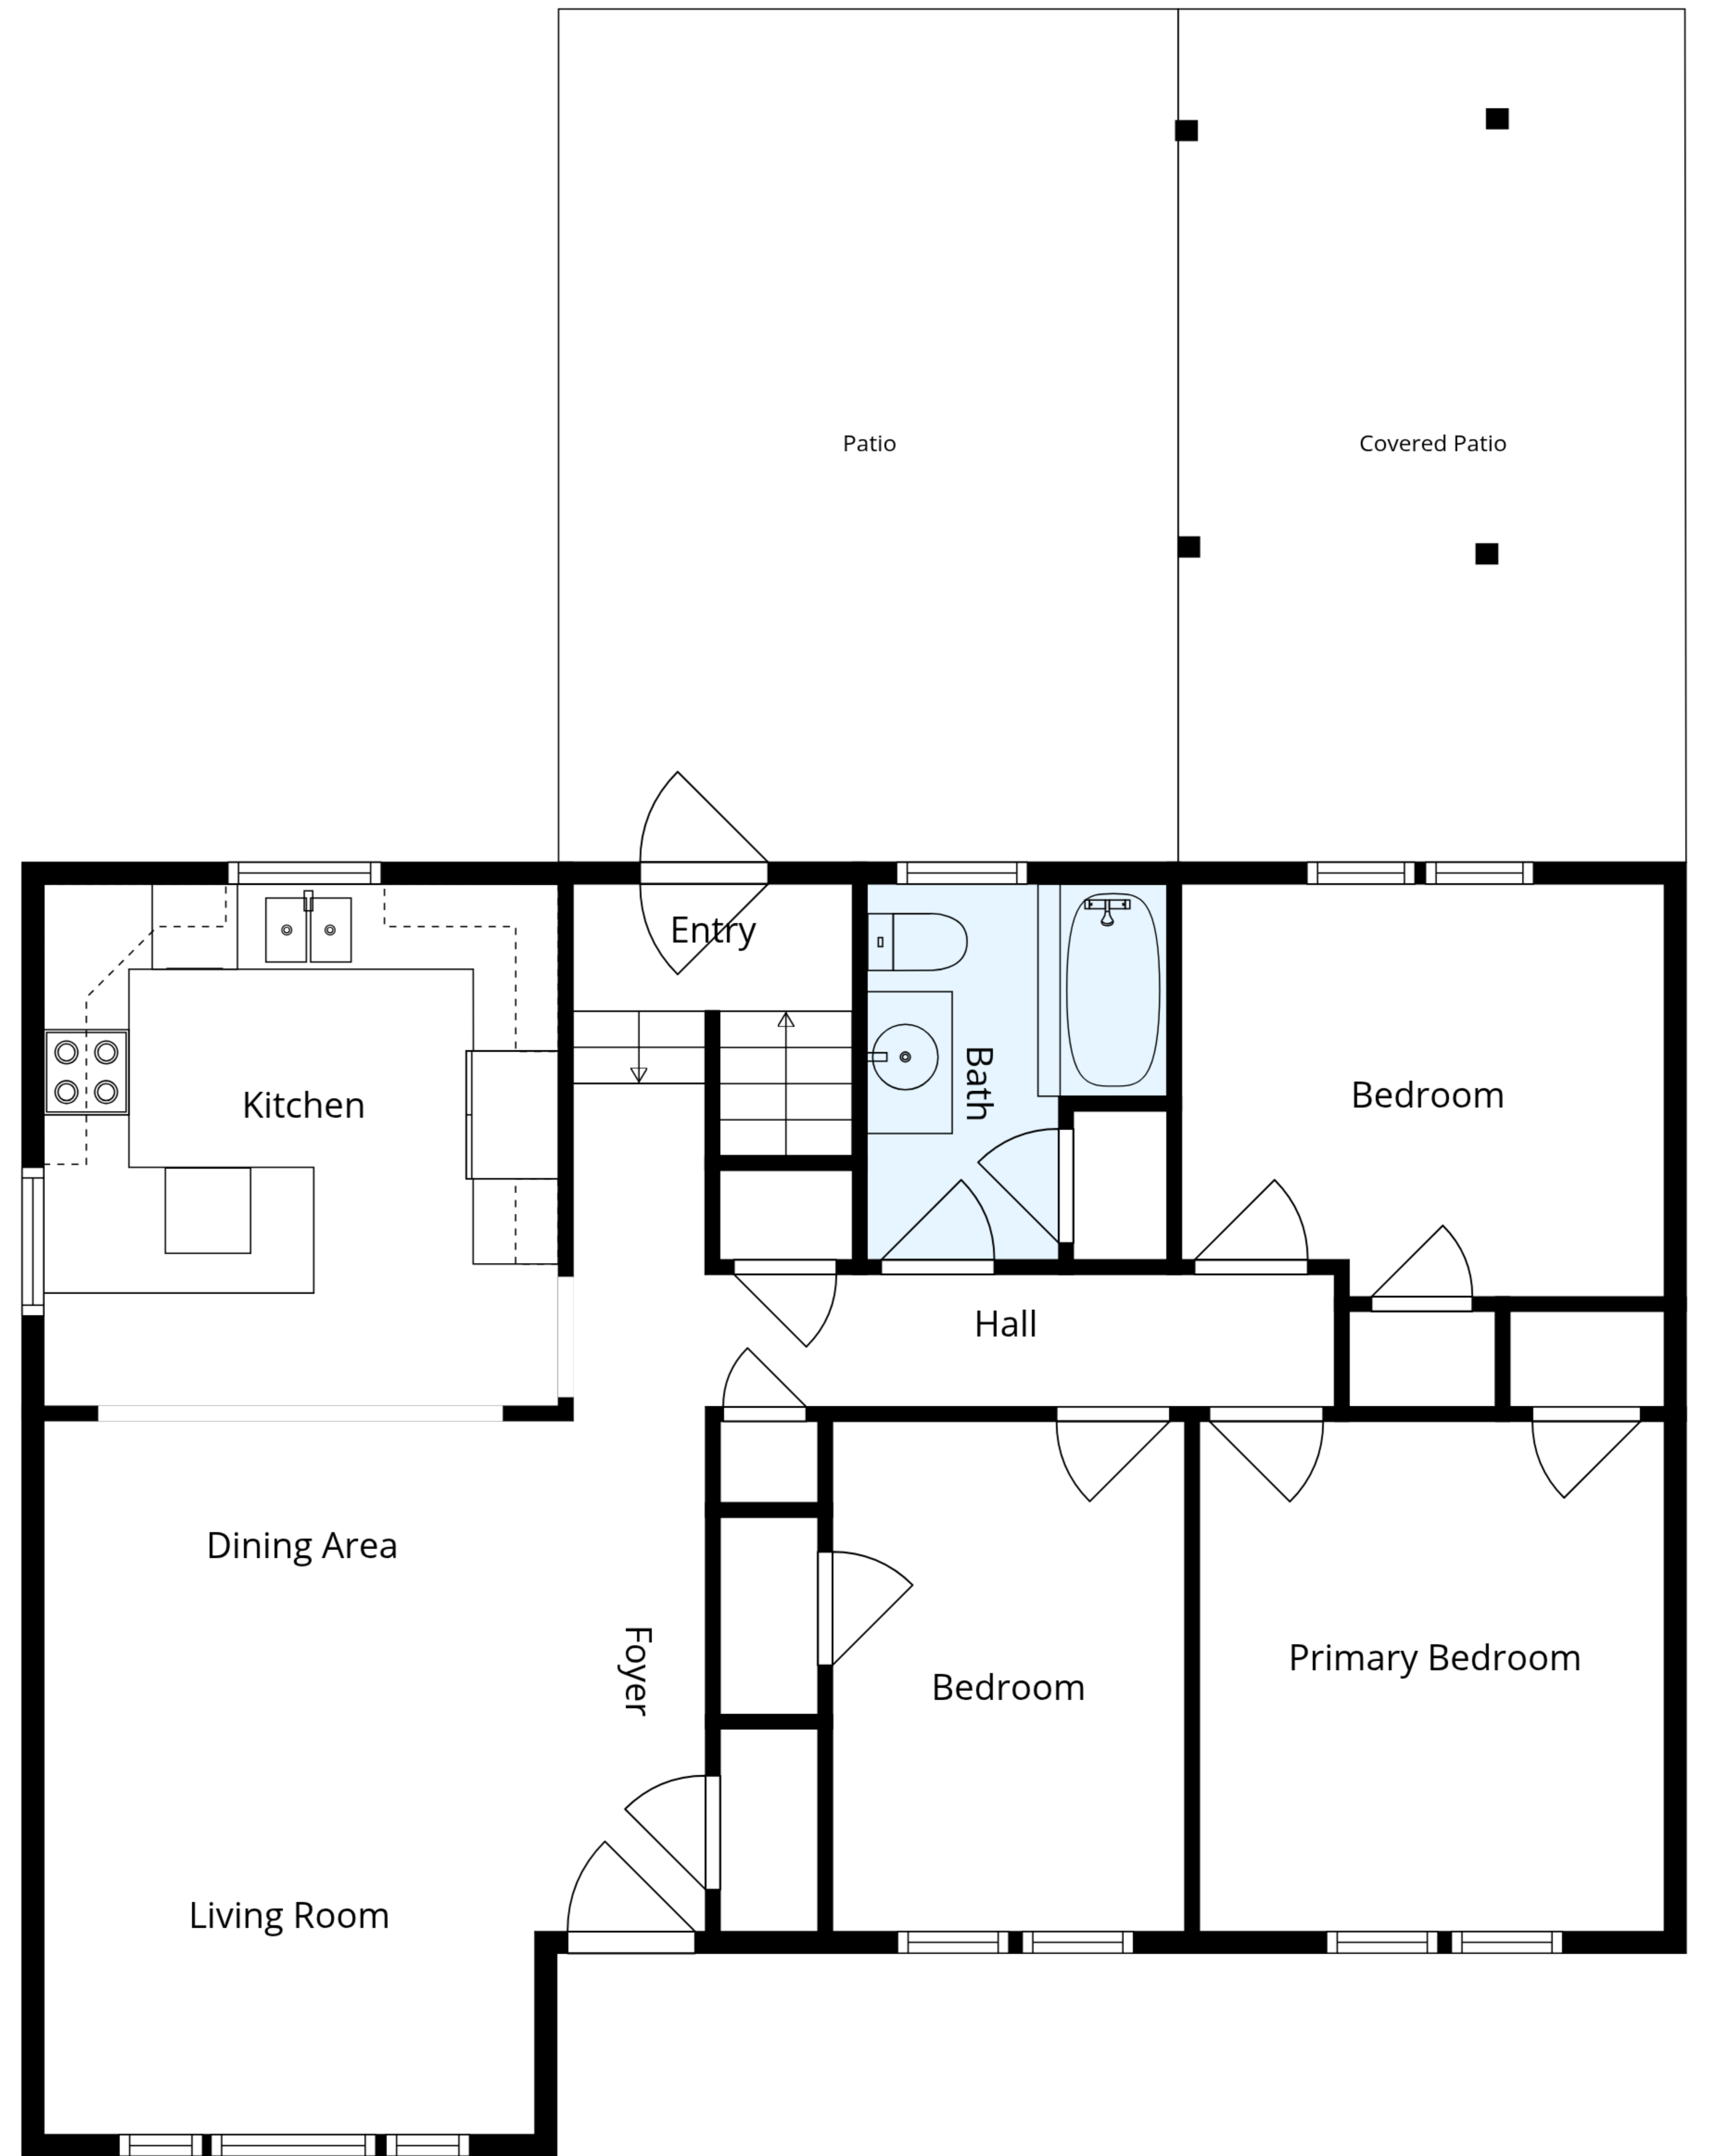 Patio
Covered Patio
Entry
Kitchen
Bath
Bedroom
Hall
Dining Area
Foyer
Bedroom
Primary Bedroom
Living Room